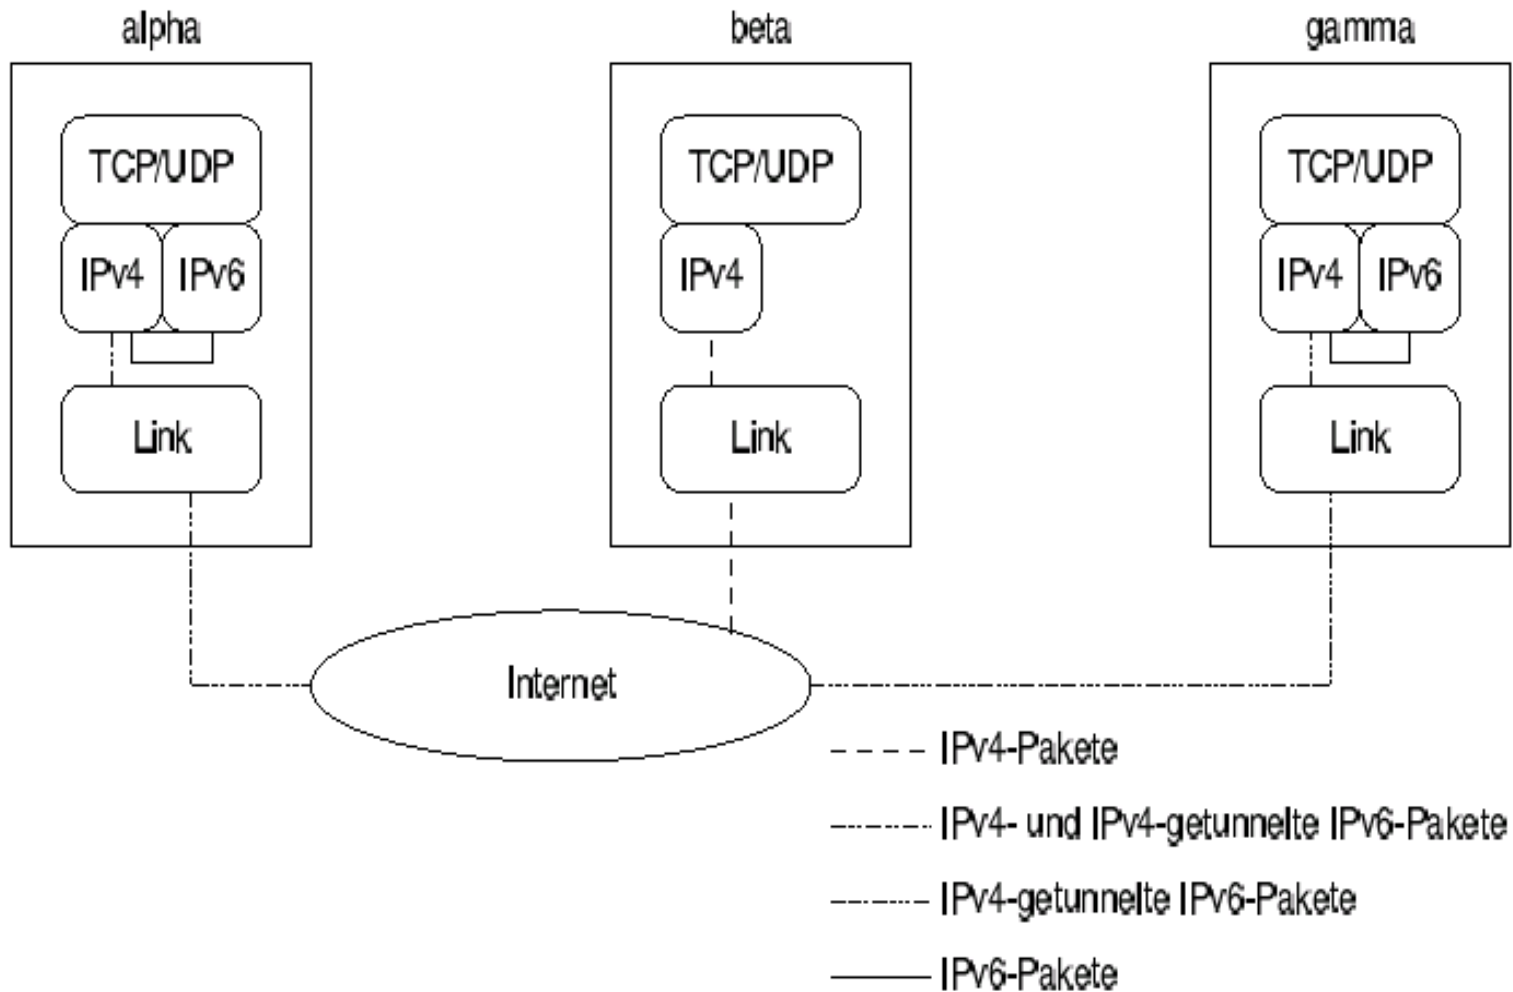 alpha
beta
gamma
TCP/UDP
TCP/UDP
TCP/UDP
IPv4
IPv6
IPv4
IPv4
IPv6
Link
Link
Link
Internet
IPv4-Pakete
IPv4- und IPv4-getunnelte IPv6-Pakete
IPv4-getunnelte IPv6-Pakete
IPv6-Pakete